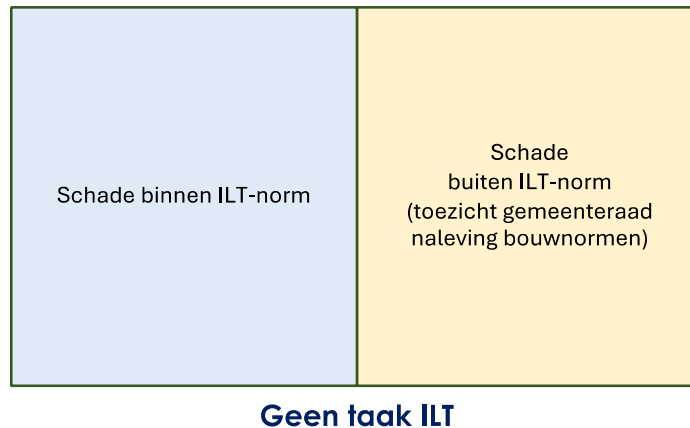 Schade binnen ILT-norm
Schade
buiten ILT-norm
(toezicht gemeenteraad
naleving bouwnormen)
Geen taak ILT